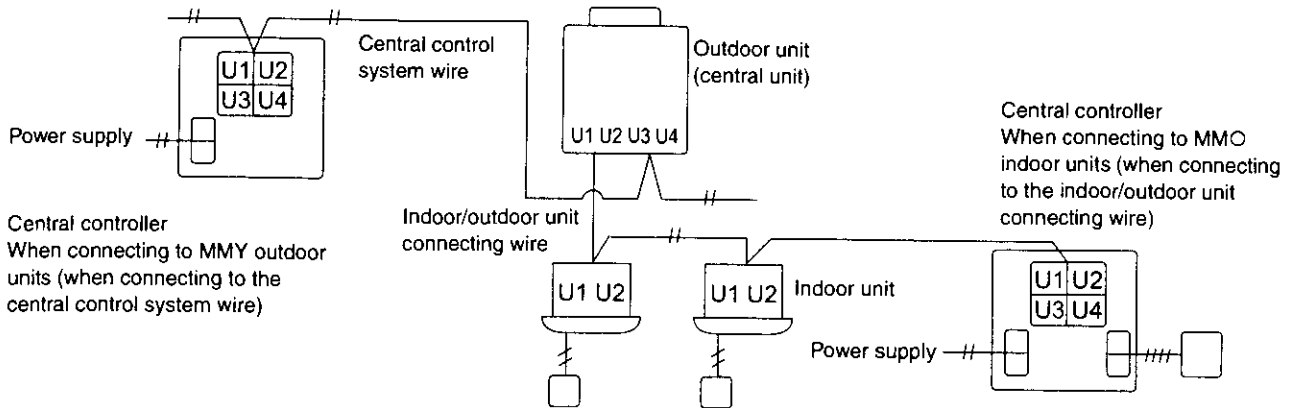 U1 U2
U3 U4
Power supply
Central controller
When connecting to MMY outdoor
units (when connecting to the
central control system wire)
Central control
system wire
Outdoor unit
(central unit)
U1 U2 U3 U4
Indoor/outdoor unit
connecting wire
U1 U2
U1 U2
Indoor unit
Central controller
When connecting to MMO
indoor units (when connecting
to the indoor/outdoor unit
connecting wire)
U1 U2
U3 U4
Power supply